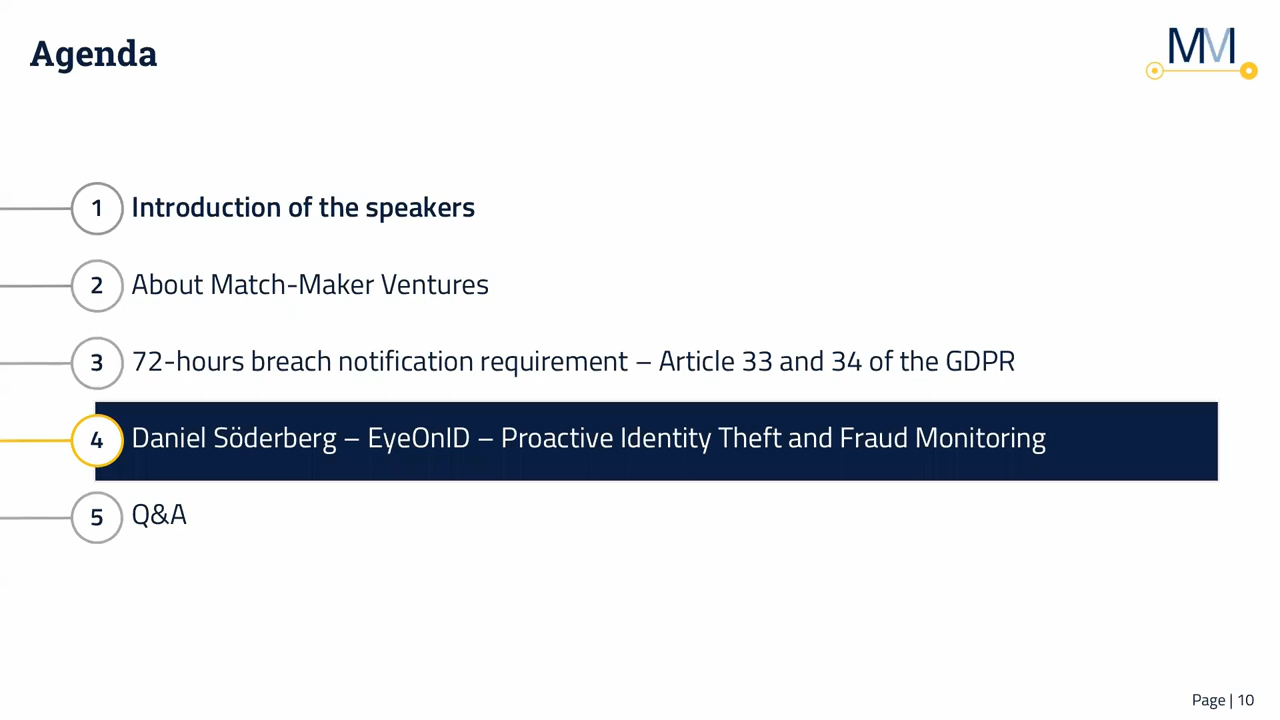 Agenda
MM
1 Introduction of the speakers
2 About Match-Maker Ventures
3 72-hours breach notification requirement – Article 33 and 34 of the GDPR
4 Daniel Söderberg – EyeOnID – Proactive Identity Theft and Fraud Monitoring
5 Q&A
Page | 10